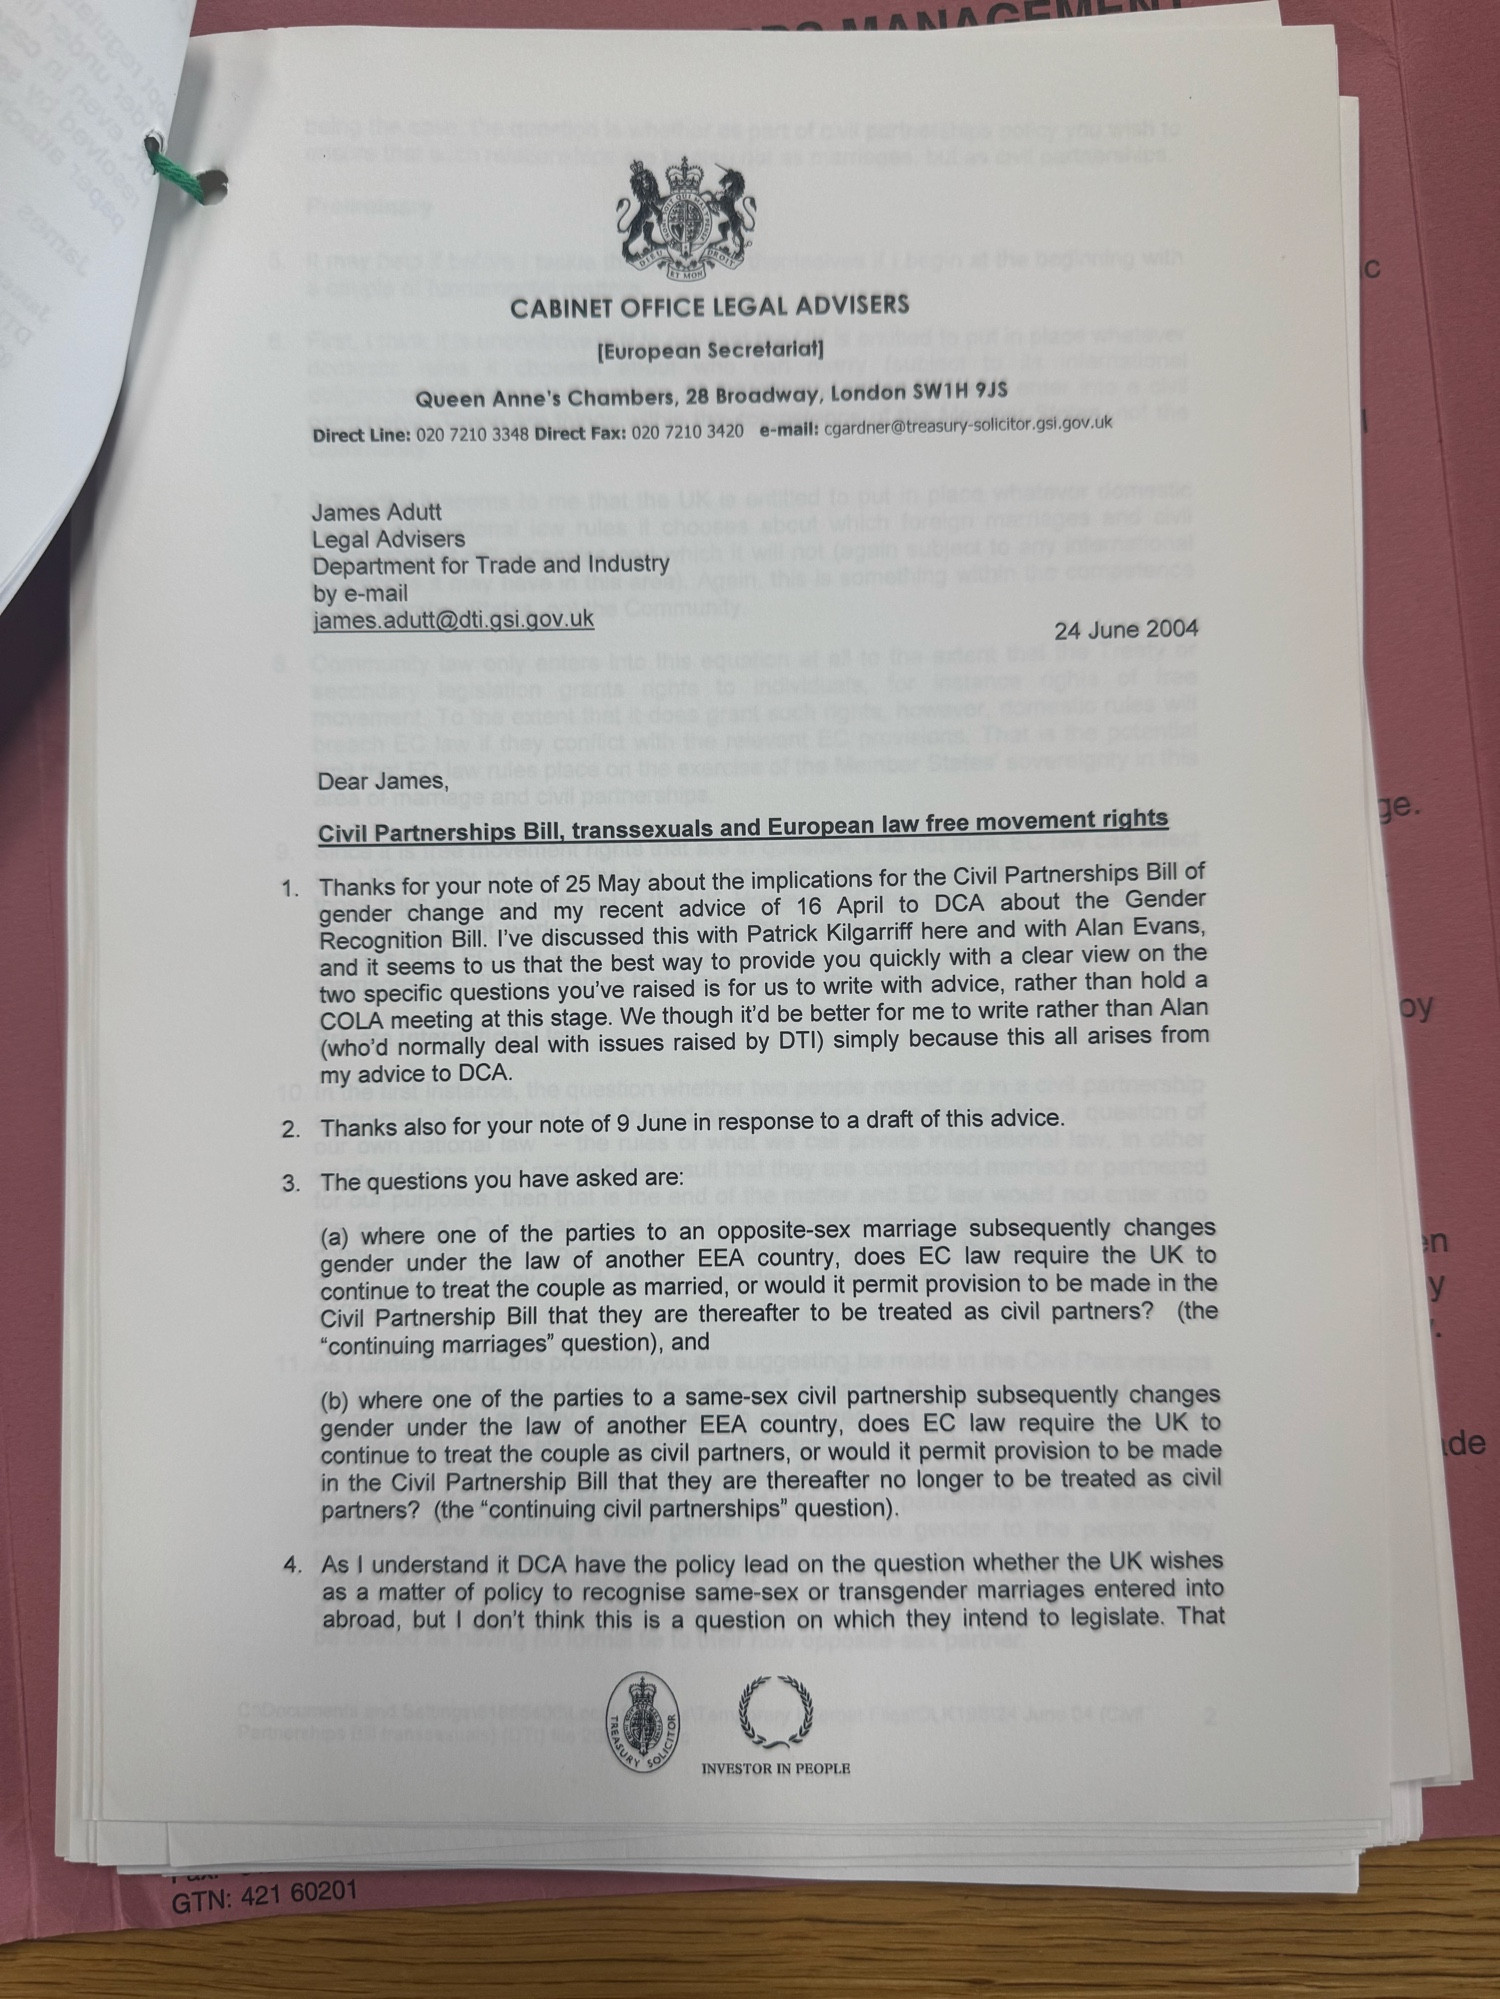 MANAGEMENT
CABINET OFFICE LEGAL ADVISERS
[European Secretariat]
Queen Anne's Chambers, 28 Broadway, London SW1H 9JS
Direct Line: 020 7210 3348 Direct Fax: 020 7210 3420 e-mail: cgardner@treasury-solicitor.gsi.gov.uk
James Adutt
Legal Advisers
Department for Trade and Industry
by e-mail
james.adutt@dti.gsi.gov.uk
24 June 2004
Dear James,
Civil Partnerships Bill, transsexuals and European law free movement rights
1. Thanks for your note of 25 May about the implications for the Civil Partnerships Bill of
gender change and my recent advice of 16 April to DCA about the Gender
Recognition Bill. I've discussed this with Patrick Kilgarriff here and with Alan Evans,
and it seems to us that the best way to provide you quickly with a clear view on the
two specific questions you've raised is for us to write with advice, rather than hold a
COLA meeting at this stage. We though it'd be better for me to write rather than Alan
(who'd normally deal with issues raised by DTI) simply because this all arises from
my advice to DCA.
2. Thanks also for your note of 9 June in response to a draft of this advice.
3. The questions you have asked are:
(a) where one of the parties to an opposite-sex marriage subsequently changes
gender under the law of another EEA country, does EC law require the UK to
continue to treat the couple as married, or would it permit provision to be made in the
Civil Partnership Bill that they are thereafter to be treated as civil partners? (the
"continuing marriages" question), and
(b) where one of the parties to a same-sex civil partnership subsequently changes
gender under the law of another EEA country, does EC law require the UK to
continue to treat the couple as civil partners, or would it permit provision to be made
in the Civil Partnership Bill that they are thereafter no longer to be treated as civil
partners? (the "continuing civil partnerships" question).
4. As I understand it DCA have the policy lead on the question whether the UK wishes
as a matter of policy to recognise same-sex or transgender marriages entered into
abroad, but I don't think this is a question on which they intend to legislate. That
TREASURY SOLICITOR
INVESTOR IN PEOPLE
GTN: 421 60201